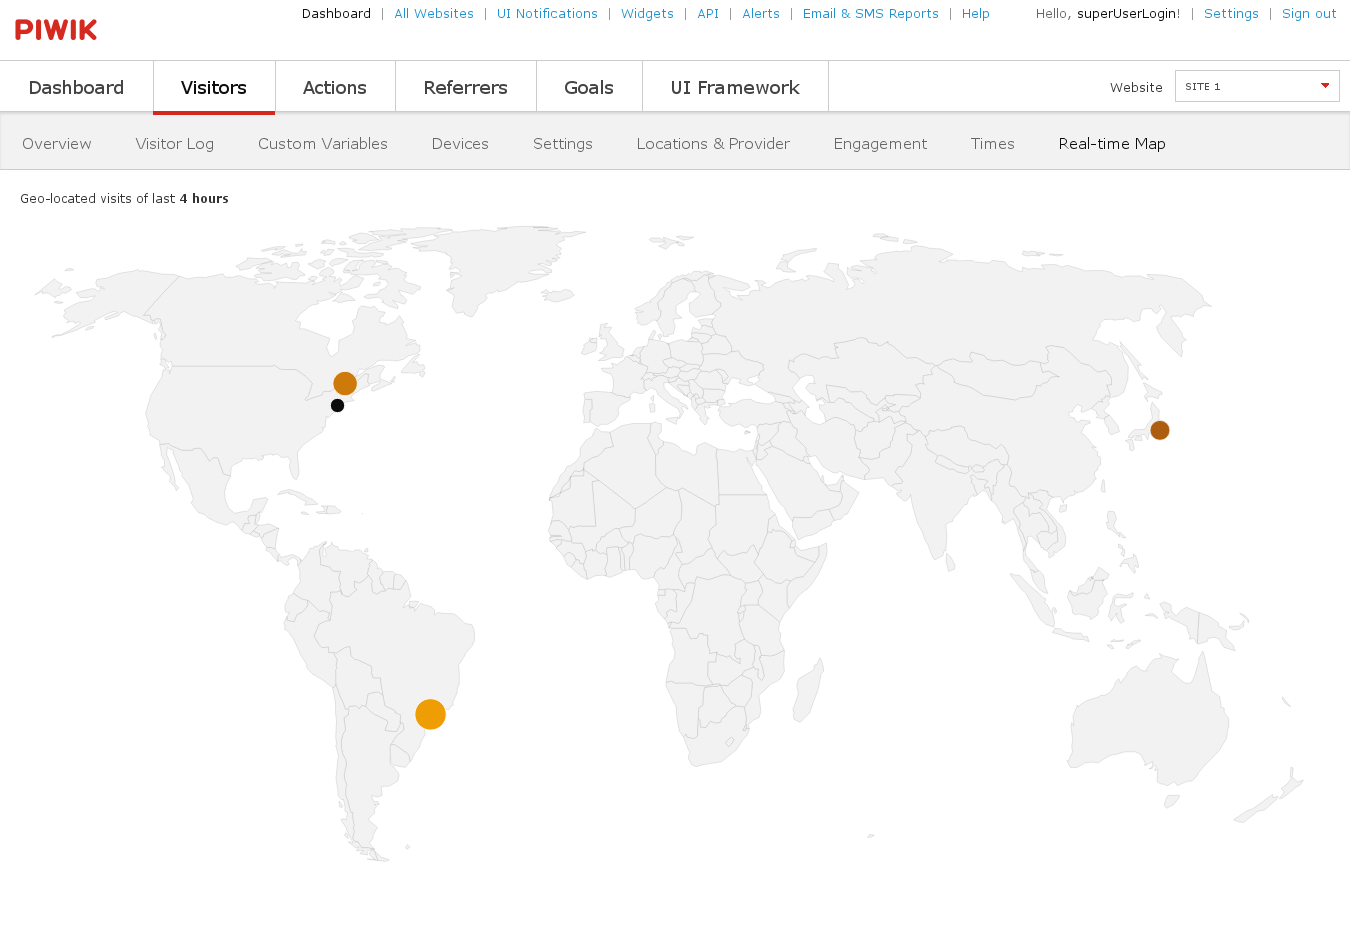 Dashboard | All Websites | UI Notifications | Widgets | API | Alerts | Email & SMS Reports | Help Hello, superUserLogin! | Settings | Sign out
PIWIK
Dashboard Visitors Actions Referrers Goals UI Framework Website SITE 1
Overview Visitor Log Custom Variables Devices Settings Locations & Provider Engagement Times Real-time Map
Geo-located visits of last 4 hours